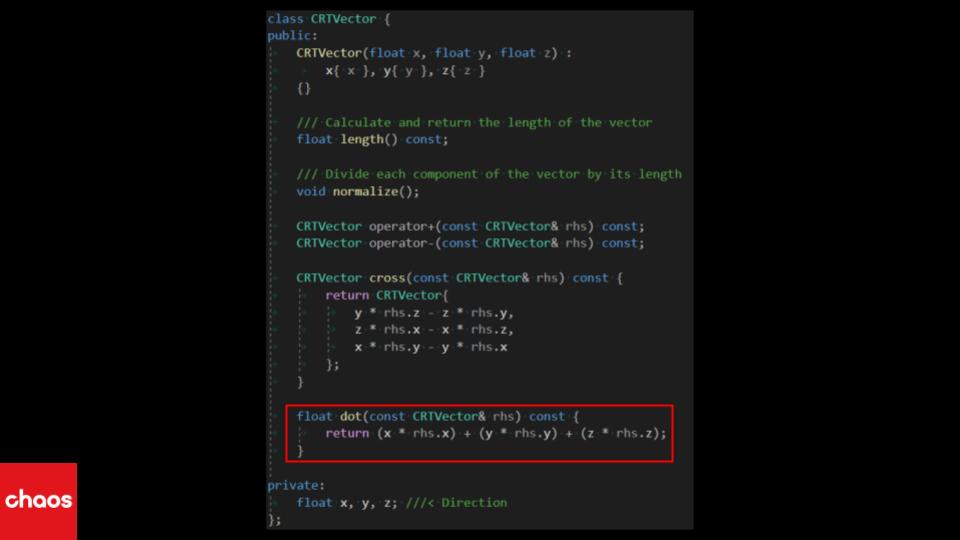 class CRTVector {
public:
CRTVector(float x, float y, float z) :
x{ x }, y{ y }, z{ z }
{}
/// Calculate and return the length of the vector
float length() const;
/// Divide each component of the vector by its length
void normalize();
CRTVector operator+(const CRTVector& rhs) const;
CRTVector operator-(const CRTVector& rhs) const;
CRTVector cross(const CRTVector& rhs) const {
return CRTVector{
y * rhs.z - z * rhs.y,
z * rhs.x - x * rhs.z,
x * rhs.y - y * rhs.x
};
}
float dot(const CRTVector& rhs) const {
return (x * rhs.x) + (y * rhs.y) + (z * rhs.z);
}
private:
float x, y, z; ///< Direction
};
chaos